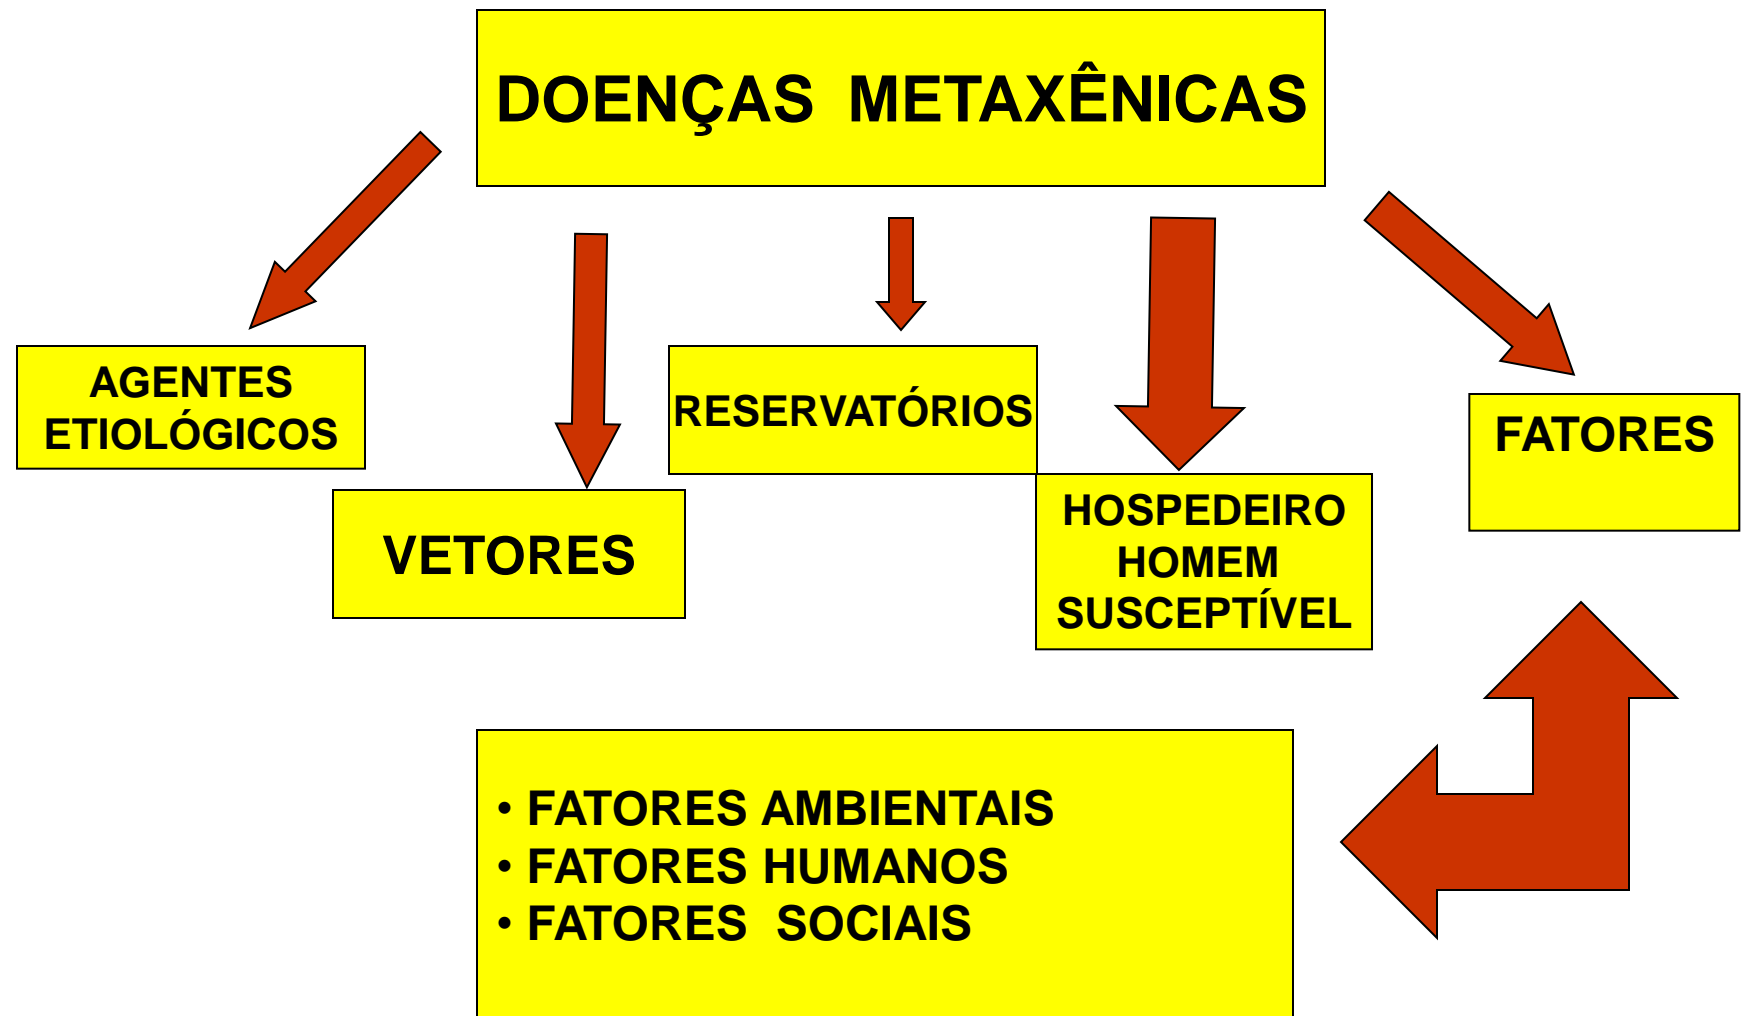 DOENÇAS METAXÊNICAS
AGENTES
ETIOLÓGICOS
VETORES
RESERVATÓRIOS
HOSPEDEIRO
HOMEM
SUSCEPTÍVEL
FATORES
• FATORES AMBIENTAIS
• FATORES HUMANOS
• FATORES SOCIAIS